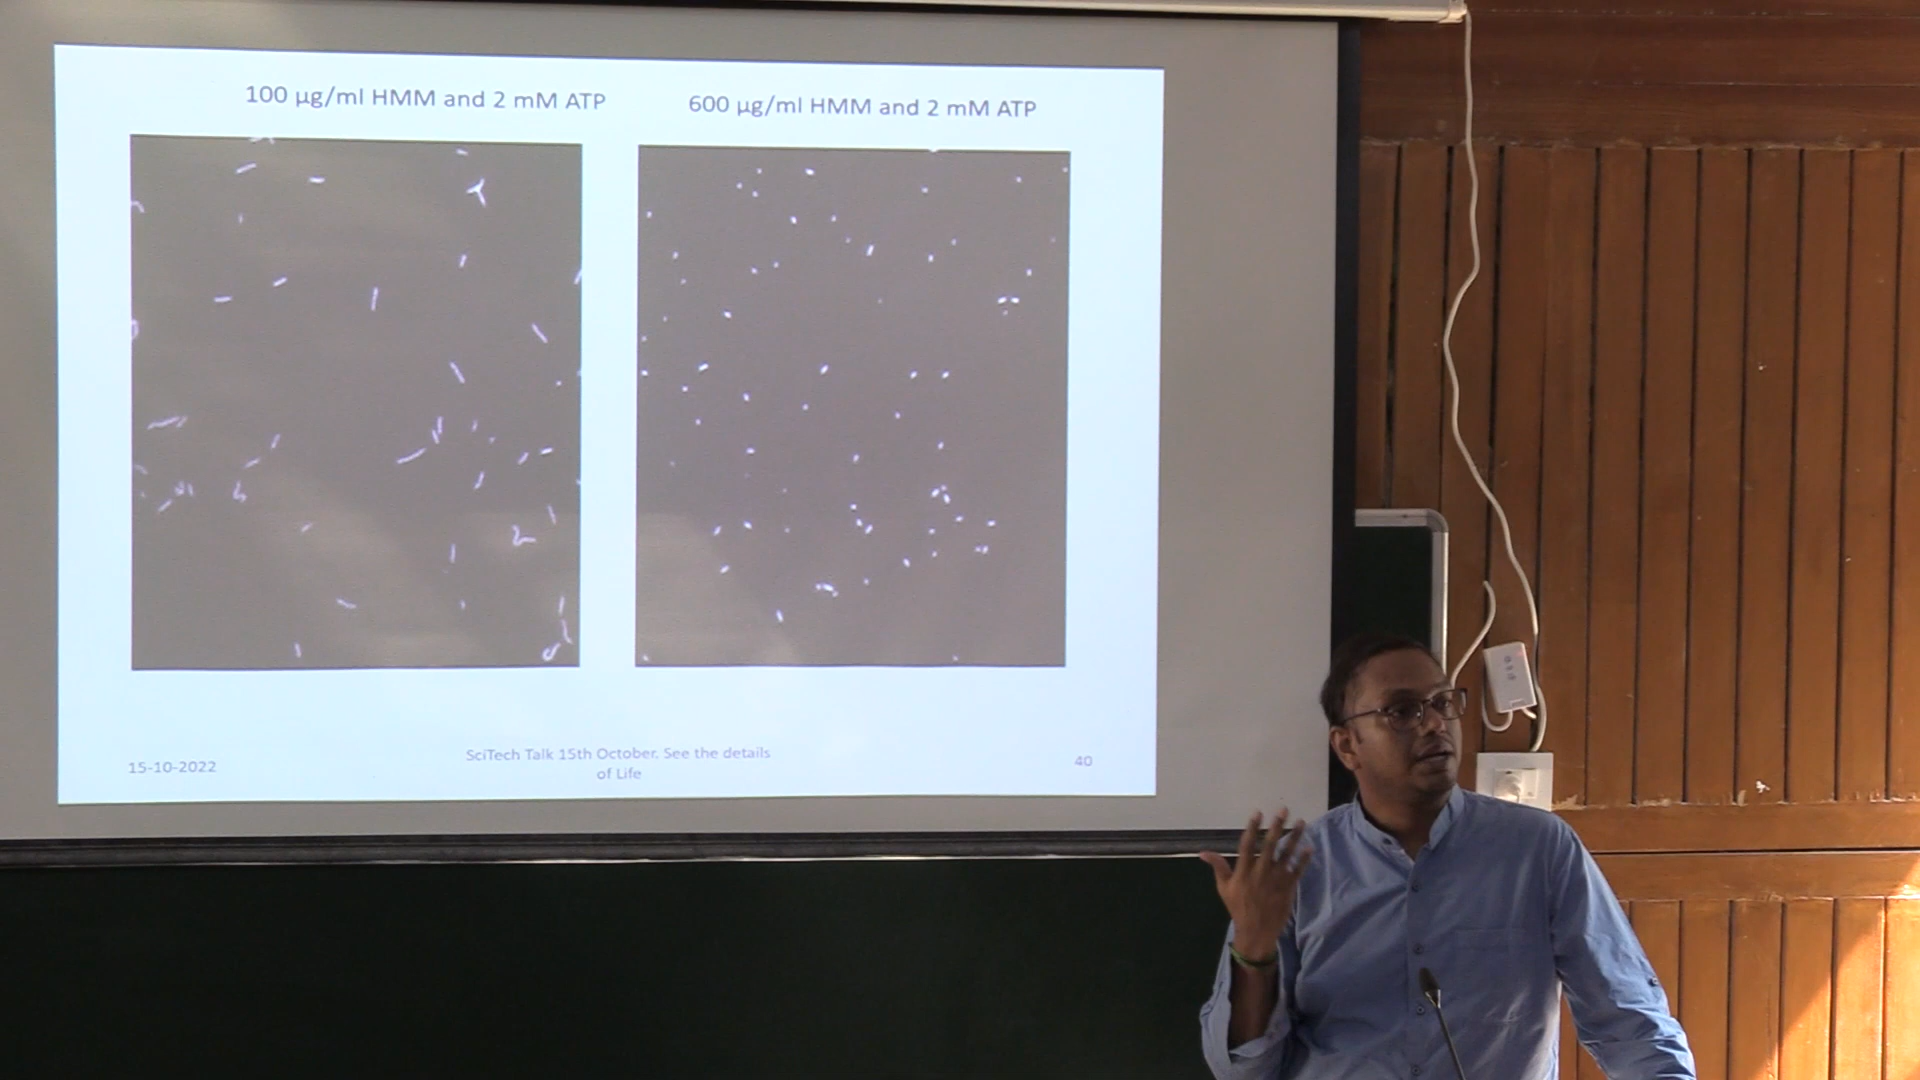 100 µg/ml HMM and 2 mM ATP
600 µg/ml HMM and 2 mM ATP
15-10-2022
SciTech Talk 15th October. See the details
of Life
40